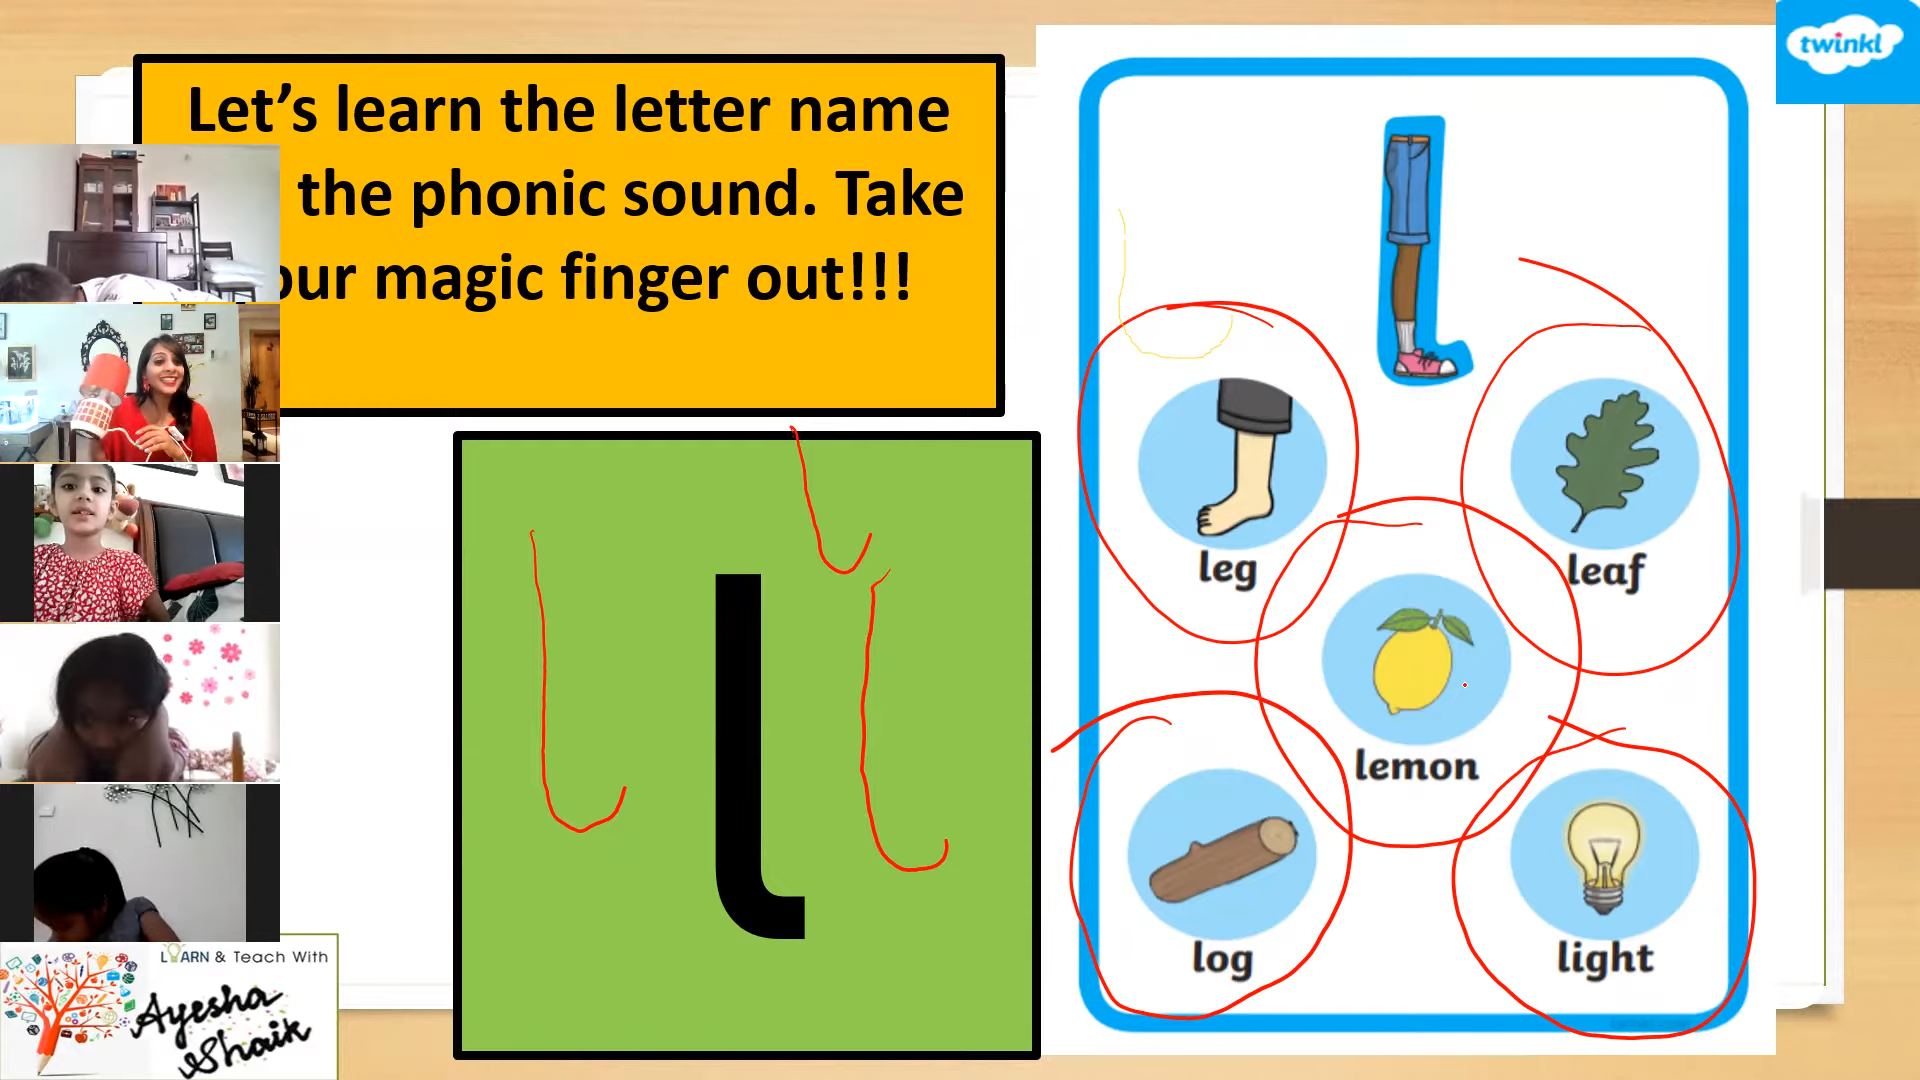 Let's learn the letter name
the phonic sound. Take
our magic finger out!!!
twinkl
l
l
leg
leaf
lemon
log
light
LEARN & Teach With
Ayesha
Shaik